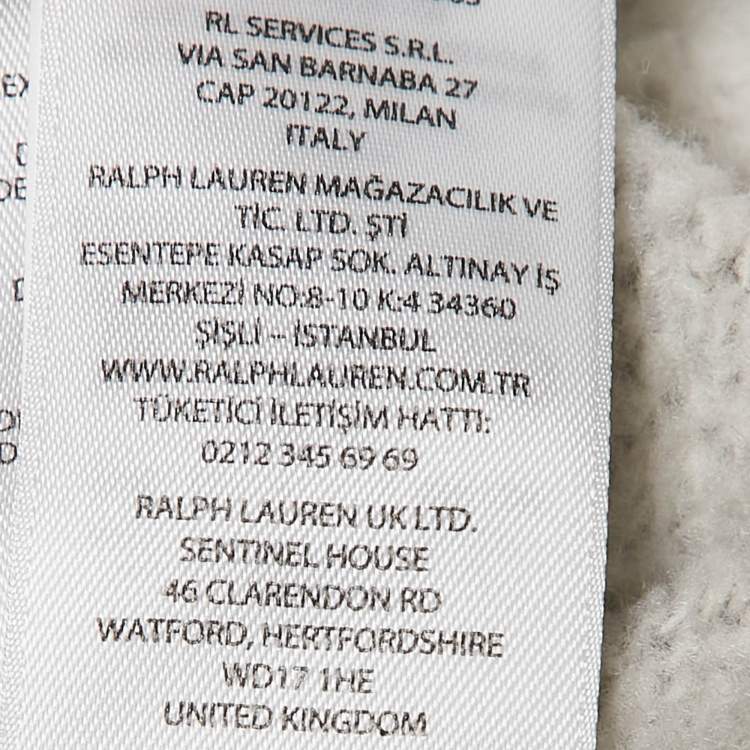 RL SERVICES S.R.L.
VIA SAN BARNABA 27
CAP 20122, MILAN
ITALY
RALPH LAUREN MAĞAZACILIK VE
TİC. LTD. ŞTİ
ESENTEPE KASAP SOK. ALTINAY İŞ
MERKEZİ NO:8-10 K:4 34360
ŞİŞLİ – İSTANBUL
WWW.RALPHLAUREN.COM.TR
TÜKETİCİ İLETİŞİM HATTI:
0212 345 69 69
RALPH LAUREN UK LTD.
SENTINEL HOUSE
46 CLARENDON RD
WATFORD, HERTFORDSHIRE
WD17 1HE
UNITED KINGDOM